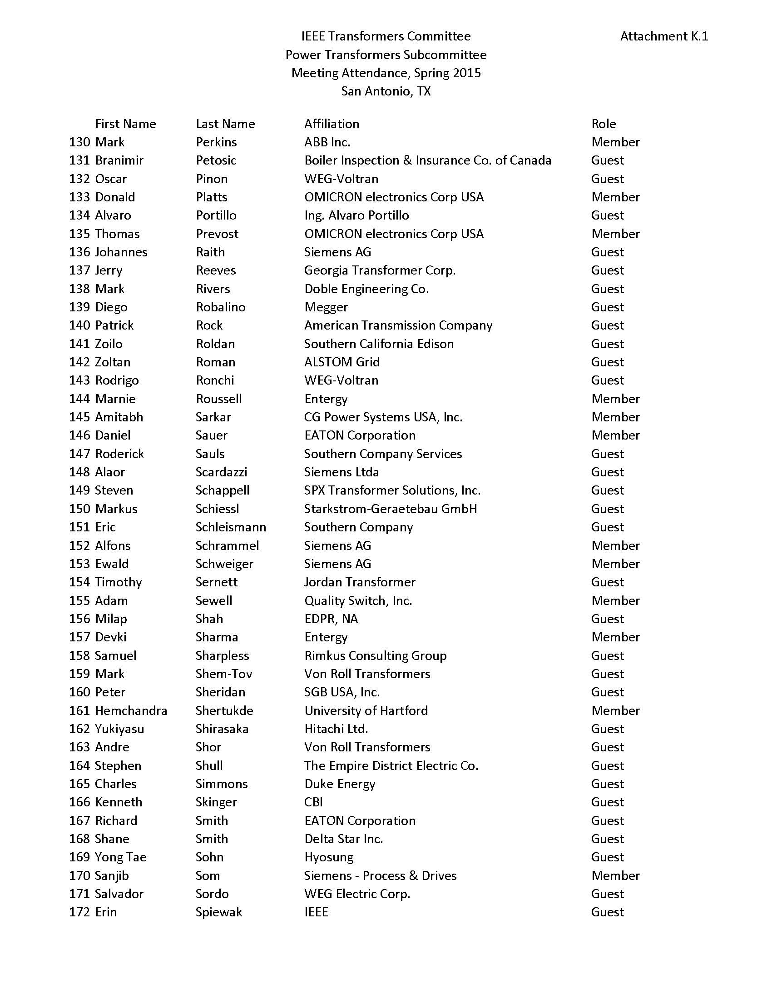 IEEE Transformers Committee Attachment K.1
Power Transformers Subcommittee
Meeting Attendance, Spring 2015
San Antonio, TX
First Name Last Name Affiliation Role
130 Mark Perkins ABB Inc. Member
131 Branimir Petosic Boiler Inspection & Insurance Co. of Canada Guest
132 Oscar Pinon WEG-Voltran Guest
133 Donald Platts OMICRON electronics Corp USA Member
134 Alvaro Portillo Ing. Alvaro Portillo Guest
135 Thomas Prevost OMICRON electronics Corp USA Member
136 Johannes Raith Siemens AG Guest
137 Jerry Reeves Georgia Transformer Corp. Guest
138 Mark Rivers Doble Engineering Co. Guest
139 Diego Robalino Megger Guest
140 Patrick Rock American Transmission Company Guest
141 Zoilo Roldan Southern California Edison Guest
142 Zoltan Roman ALSTOM Grid Guest
143 Rodrigo Ronchi WEG-Voltran Guest
144 Marnie Roussell Entergy Member
145 Amitabh Sarkar CG Power Systems USA, Inc. Member
146 Daniel Sauer EATON Corporation Member
147 Roderick Sauls Southern Company Services Guest
148 Alaor Scardazzi Siemens Ltda Guest
149 Steven Schappell SPX Transformer Solutions, Inc. Guest
150 Markus Schiessl Starkstrom-Geraetebau GmbH Guest
151 Eric Schleismann Southern Company Guest
152 Alfons Schrammel Siemens AG Member
153 Ewald Schweiger Siemens AG Member
154 Timothy Sernett Jordan Transformer Guest
155 Adam Sewell Quality Switch, Inc. Member
156 Milap Shah EDPR, NA Guest
157 Devki Sharma Entergy Member
158 Samuel Sharpless Rimkus Consulting Group Guest
159 Mark Shem-Tov Von Roll Transformers Guest
160 Peter Sheridan SGB USA, Inc. Guest
161 Hemchandra Shertukde University of Hartford Member
162 Yukiyasu Shirasaka Hitachi Ltd. Guest
163 Andre Shor Von Roll Transformers Guest
164 Stephen Shull The Empire District Electric Co. Guest
165 Charles Simmons Duke Energy Guest
166 Kenneth Skinger CBI Guest
167 Richard Smith EATON Corporation Guest
168 Shane Smith Delta Star Inc. Guest
169 Yong Tae Sohn Hyosung Guest
170 Sanjib Som Siemens - Process & Drives Member
171 Salvador Sordo WEG Electric Corp. Guest
172 Erin Spiewak IEEE Guest